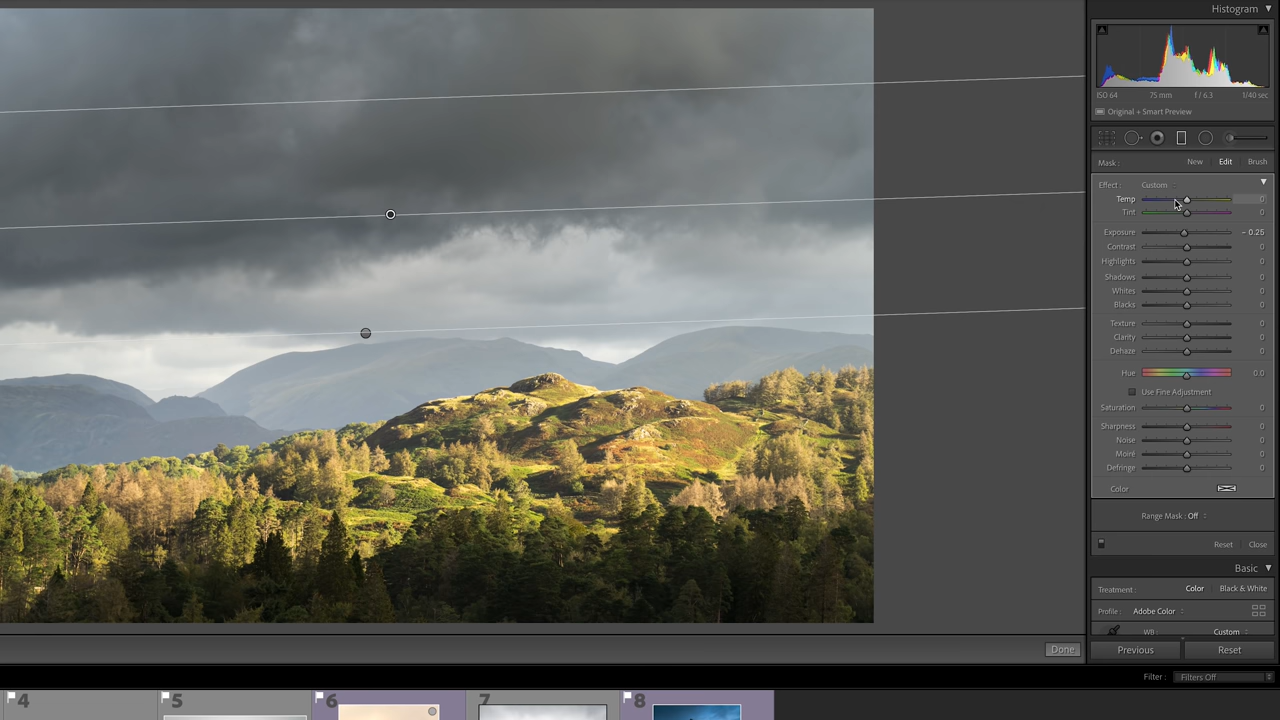 Histogram
ISO 64 75 mm f / 6.3 1/40 sec
Original + Smart Preview
Mask : New Edit Brush
Effect : Custom
Temp 0
Tint 0
Exposure – 0.25
Contrast 0
Highlights 0
Shadows 0
Whites 0
Blacks 0
Texture 0
Clarity 0
Dehaze 0
Hue 0.0
Use Fine Adjustment
Saturation 0
Sharpness 0
Noise 0
Moiré 0
Defringe 0
Color
Range Mask : Off
Reset Close
Basic
Treatment : Color Black & White
Profile : Adobe Color
WB : Custom
Done Previous Reset
Filter : Filters Off
4 5 6 7 8